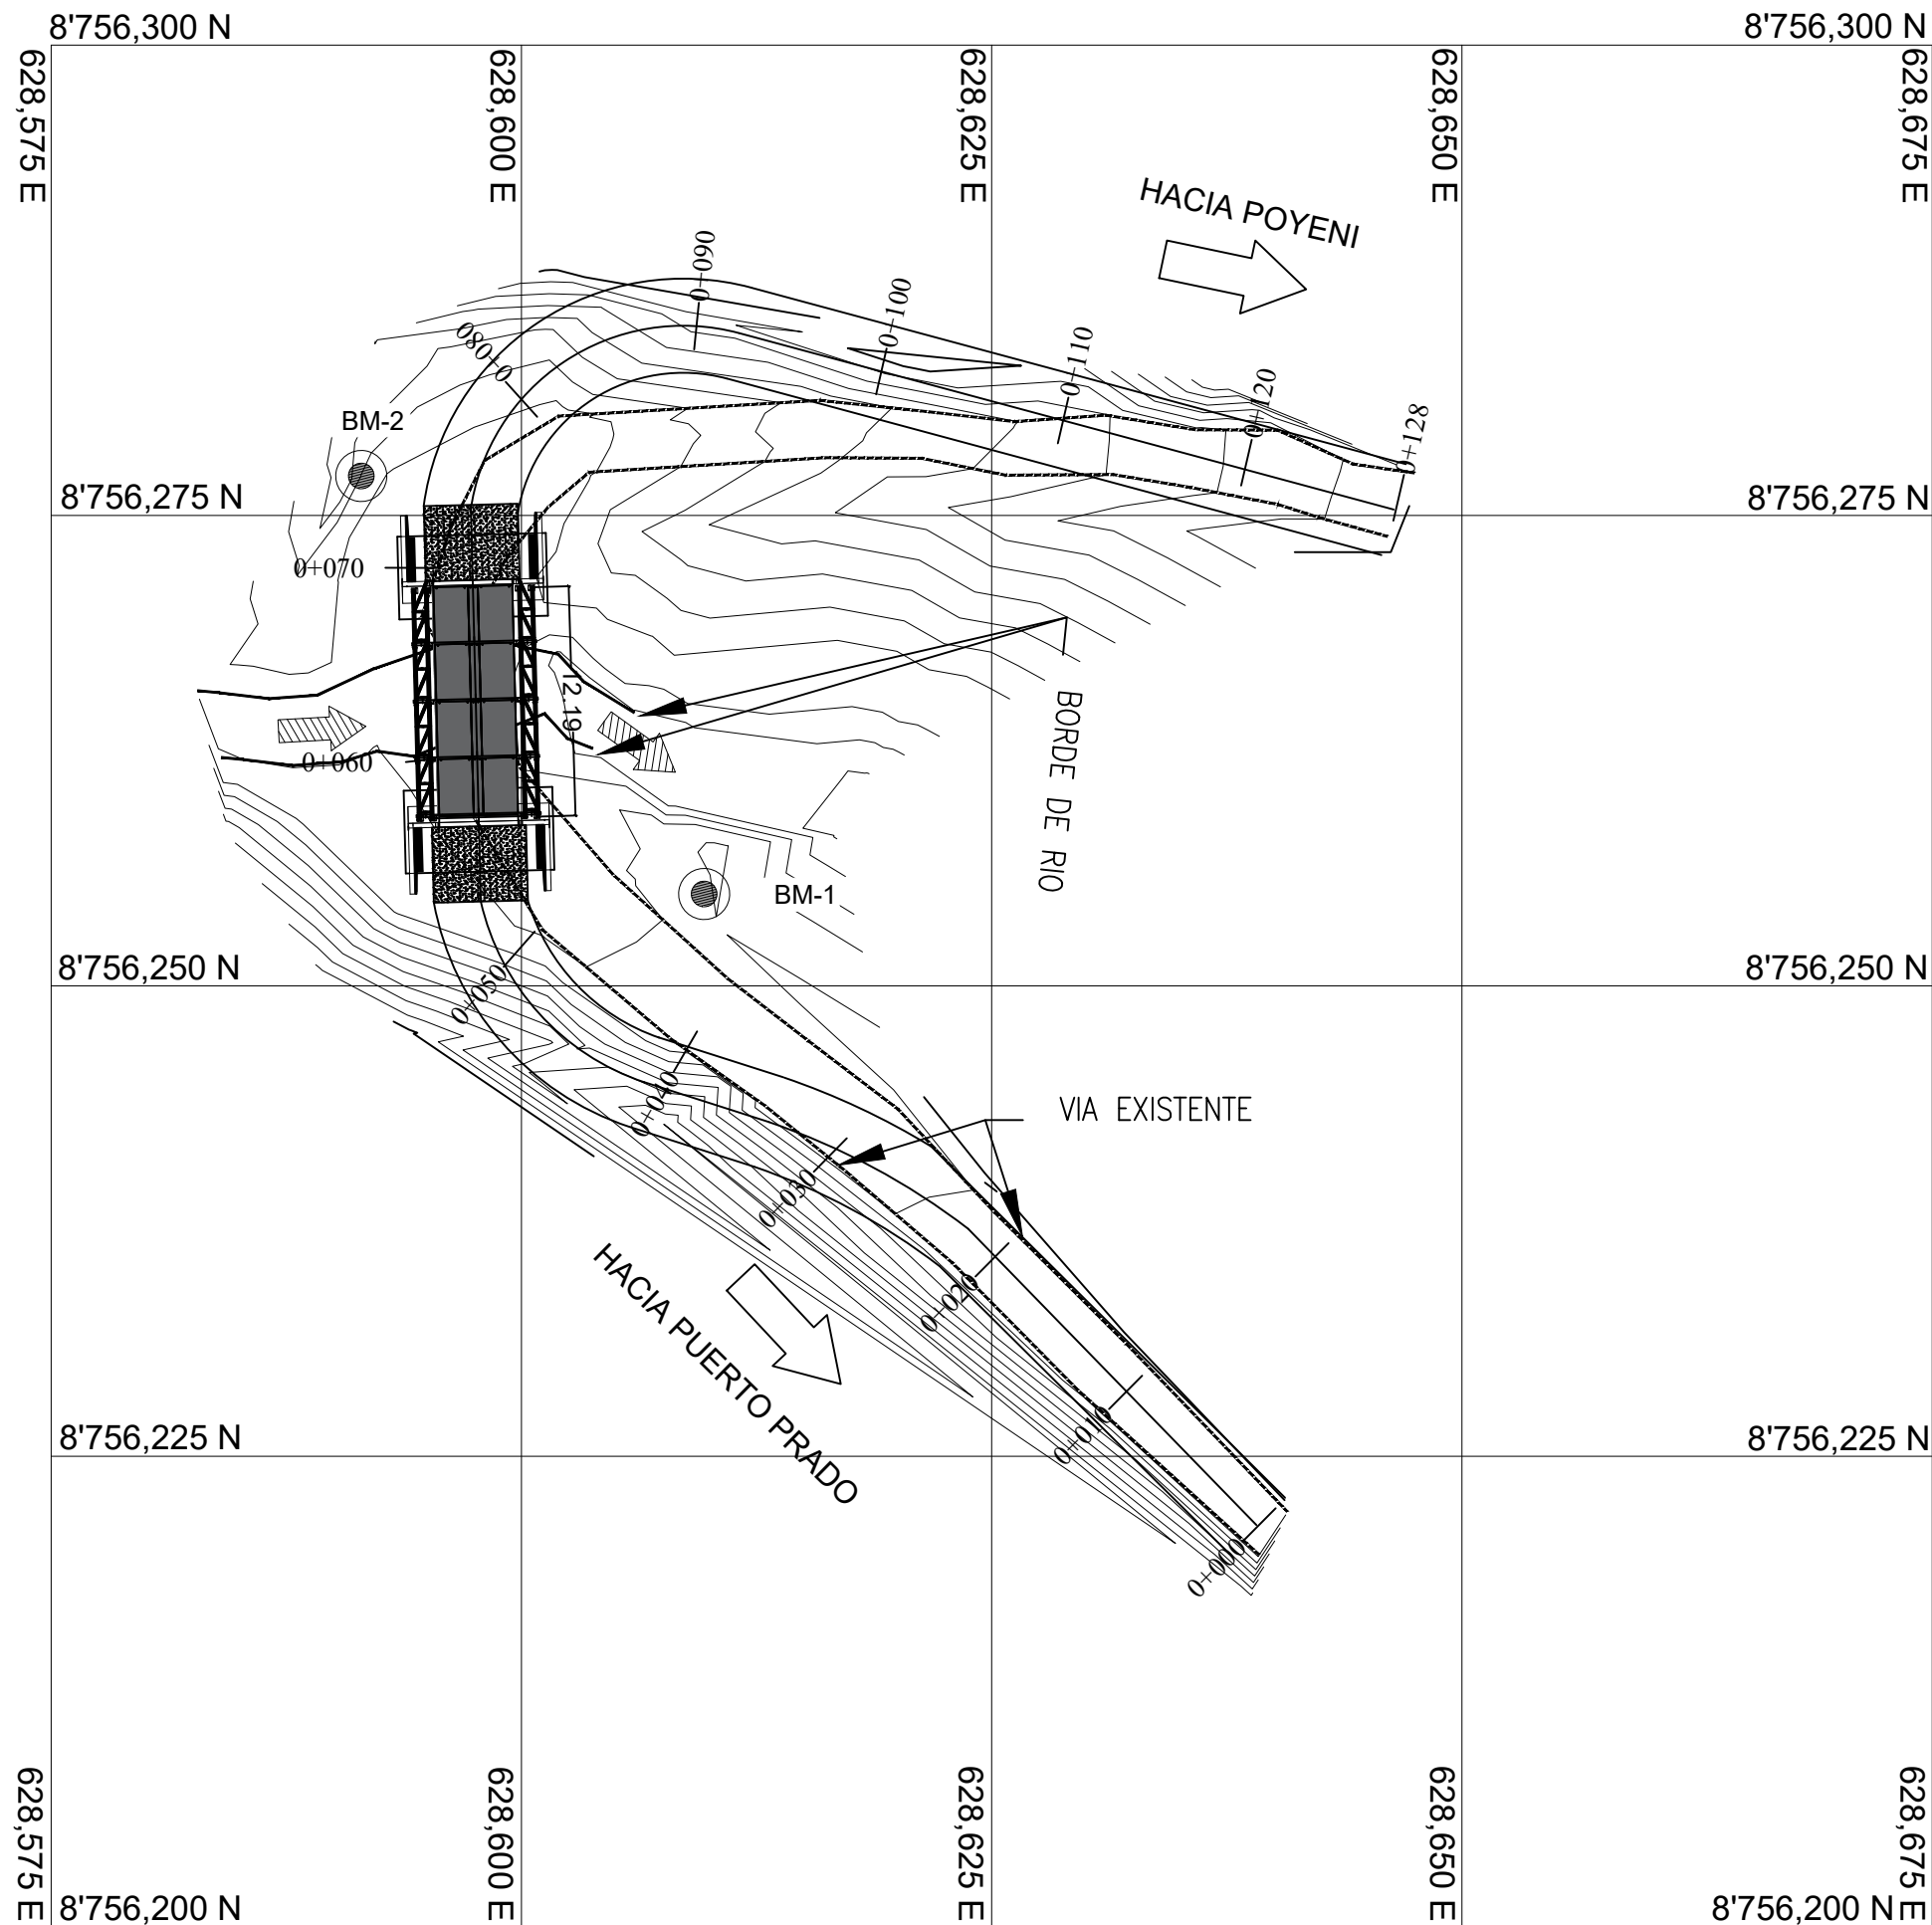 8'756,300 N
8'756,300 N
628,575 E
628,600 E
628,625 E
628,650 E
628,675 E
HACIA POYENI
0+090
0+100
0+080
0+110
0+120
0+128
BM-2
8'756,275 N
8'756,275 N
0+070
12.19
0+060
BORDE DE RIO
BM-1
8'756,250 N
8'756,250 N
0+050
0+040
VIA EXISTENTE
0+030
HACIA PUERTO PRADO
0+020
0+010
8'756,225 N
8'756,225 N
0+000
628,575 E
628,600 E
628,625 E
628,650 E
628,675 E
8'756,200 N
8'756,200 N